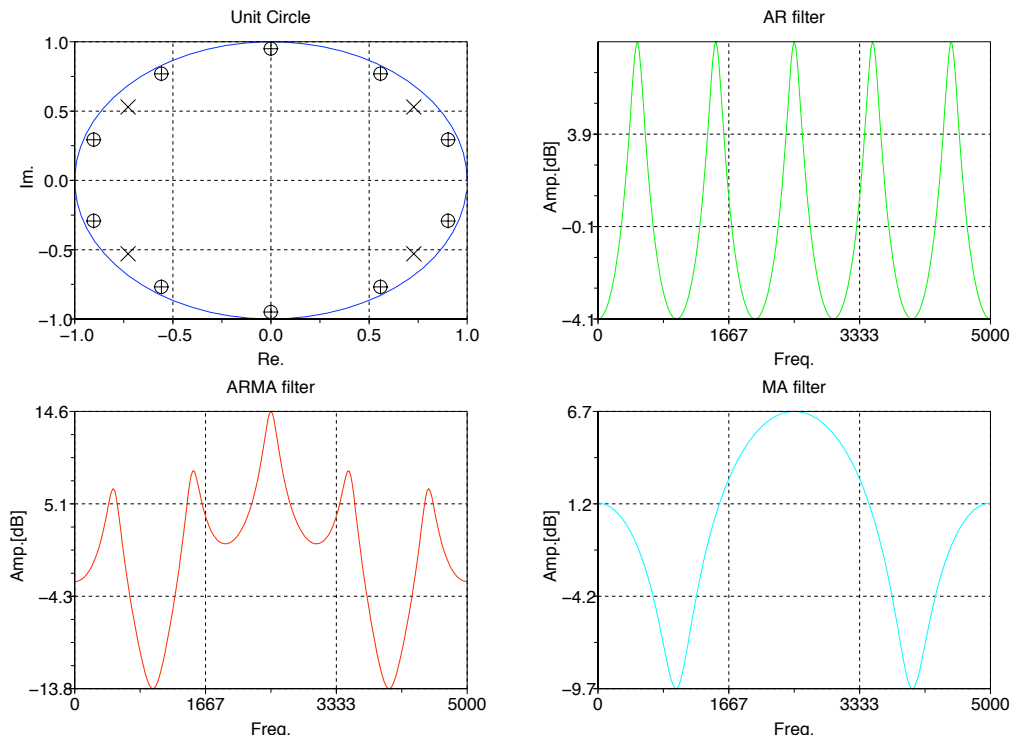 Unit Circle
1.0
0.5
0.0
−0.5
−1.0
Im.
−1.0 −0.5 0.0 0.5 1.0
Re.
AR filter
3.9
−0.1
−4.1
Amp.[dB]
0 1667 3333 5000
Freq.
ARMA filter
14.6
5.1
−4.3
−13.8
Amp.[dB]
0 1667 3333 5000
Freq.
MA filter
6.7
1.2
−4.2
−9.7
Amp.[dB]
0 1667 3333 5000
Freq.